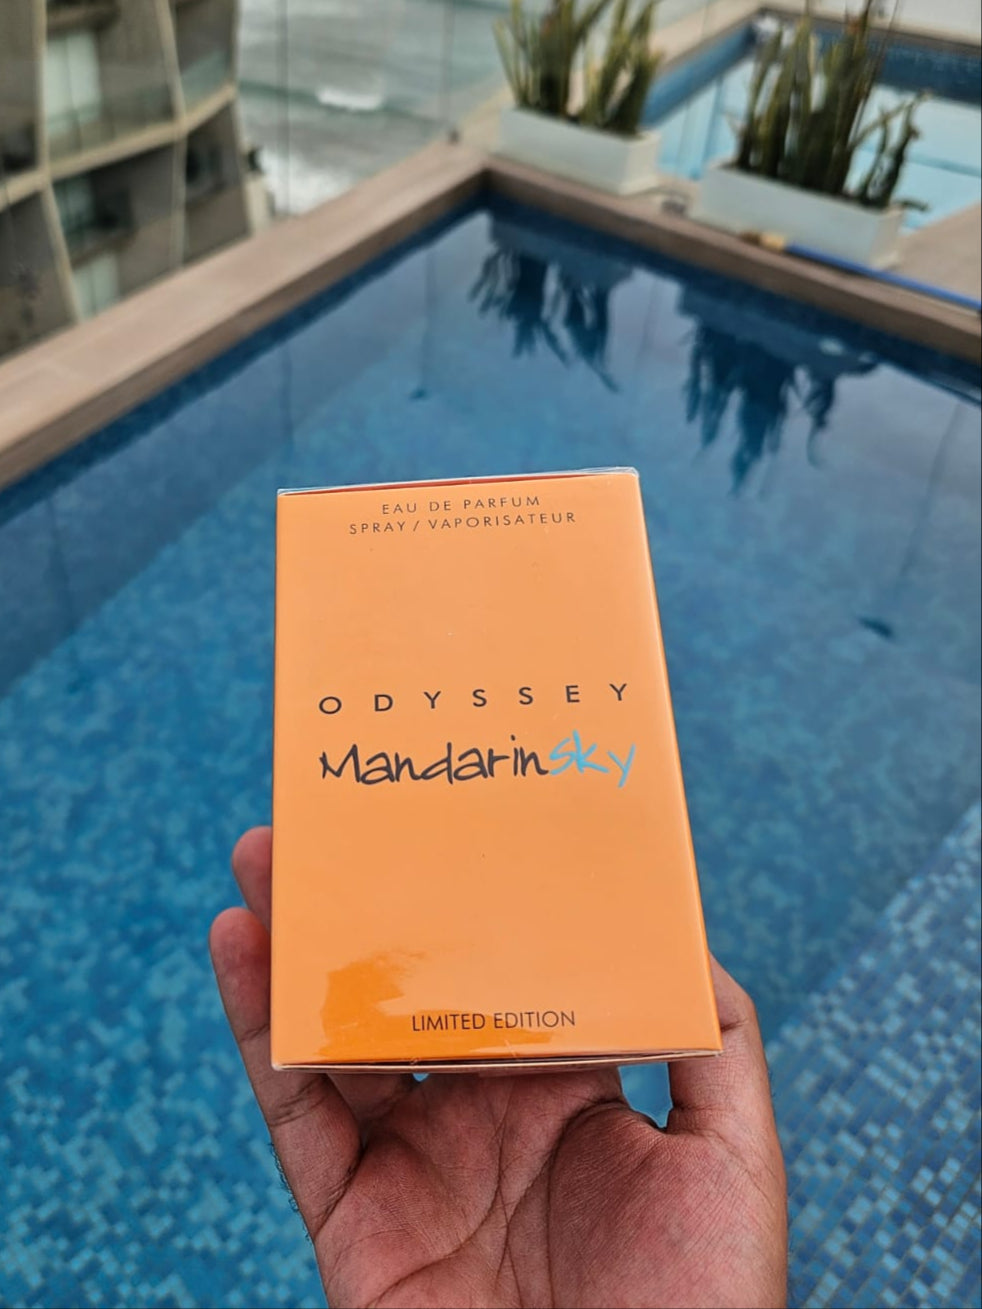 EAU DE PARFUM
SPRAY / VAPORISATEUR
ODYSSEY
Mandarinsky
LIMITED EDITION